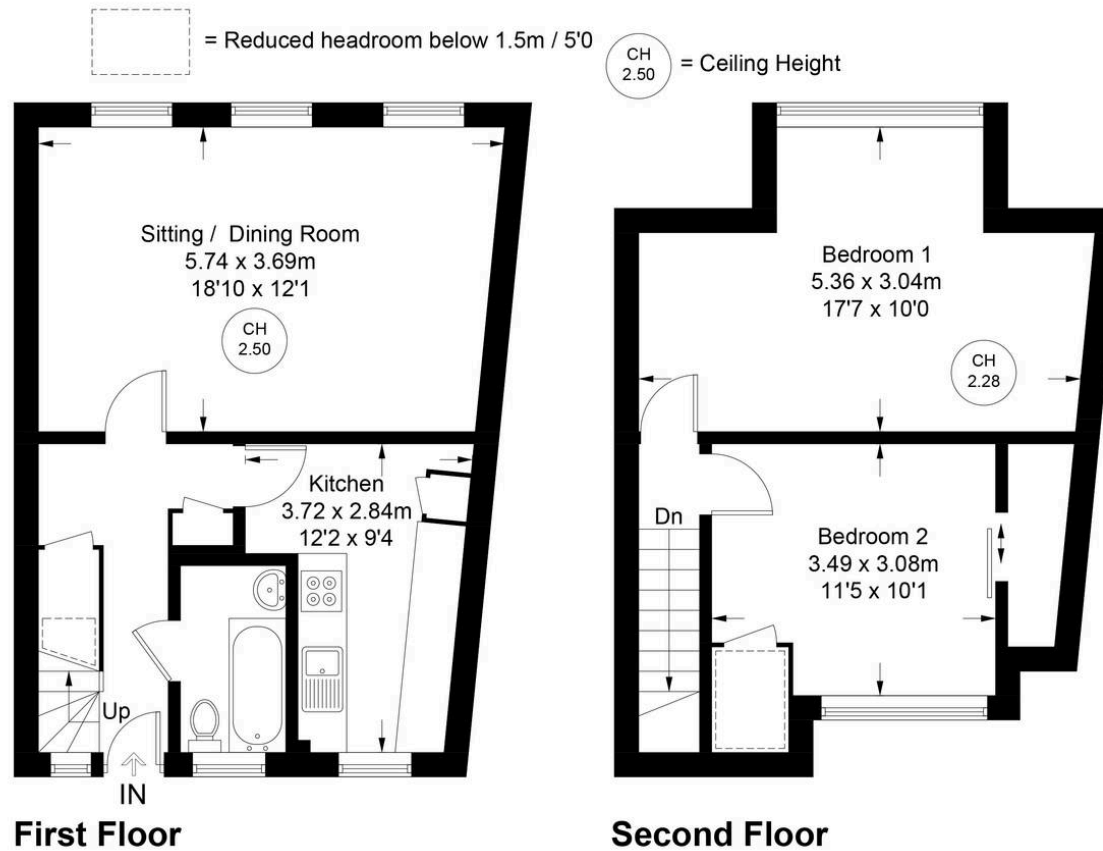 = Reduced headroom below 1.5m / 5'0
CH
2.50
= Ceiling Height
Sitting / Dining Room
5.74 x 3.69m
18'10 x 12'1
CH
2.50
Kitchen
3.72 x 2.84m
12'2 x 9'4
Up
IN
First Floor
Bedroom 1
5.36 x 3.04m
17'7 x 10'0
CH
2.28
Dn
Bedroom 2
3.49 x 3.08m
11'5 x 10'1
Second Floor